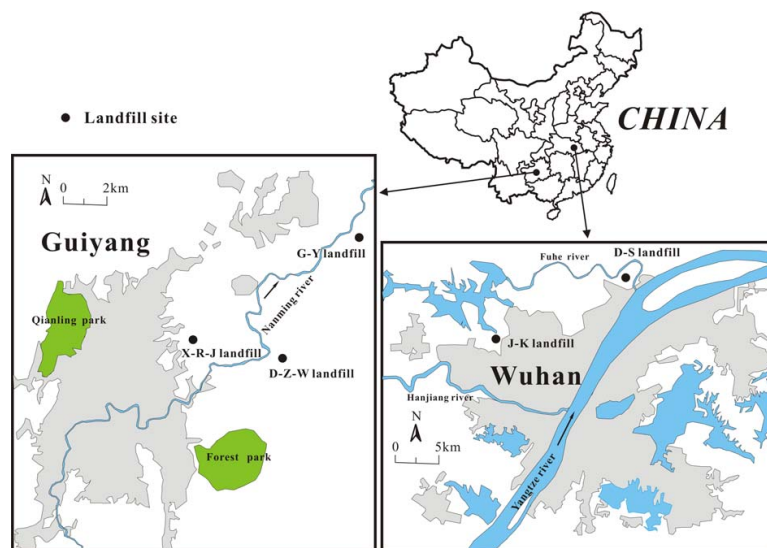 CHINA
Landfill site
N
0 2km
Guiyang
G-Y landfill
Nanming river
Qianling park
X-R-J landfill
D-Z-W landfill
Forest park
Fuhe river
D-S landfill
J-K landfill
Wuhan
Hanjiang river
N
0 5km
Yangtze river